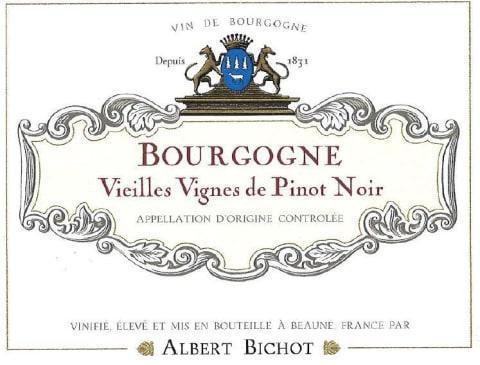 VIN DE BOURGOGNE
Depuis 1831
BOURGOGNE
Vieilles Vignes de Pinot Noir
APPELLATION D'ORIGINE CONTROLÉE
VINIFIÉ, ÉLEVÉ ET MIS EN BOUTEILLE À BEAUNE, FRANCE PAR
ALBERT BICHOT